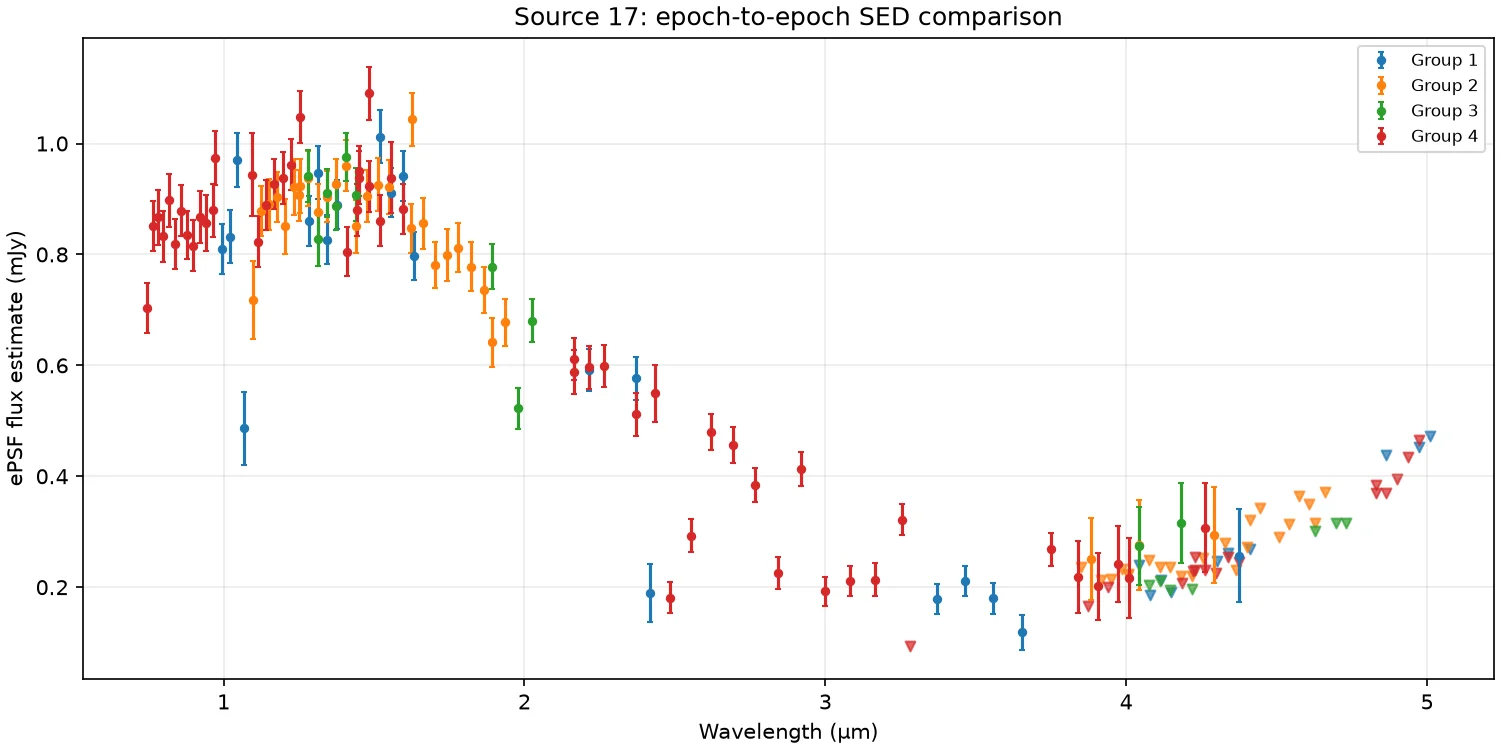 Source 17: epoch-to-epoch SED comparison
Group 1
Group 2
Group 3
Group 4
ePSF flux estimate (mJy)
1.0
0.8
0.6
0.4
0.2
1 2 3 4 5
Wavelength (μm)